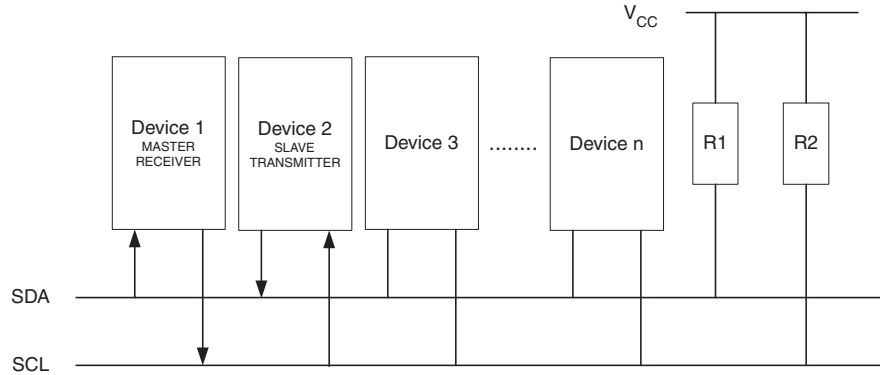 V_CC
Device 1
MASTER
RECEIVER
Device 2
SLAVE
TRANSMITTER
Device 3
........
Device n
R1
R2
SDA
SCL